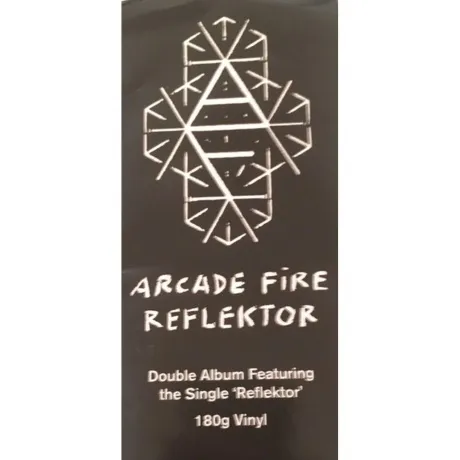 ARCADE FiRE
REFLEKTOR
Double Album Featuring
the Single 'Reflektor'
180g Vinyl